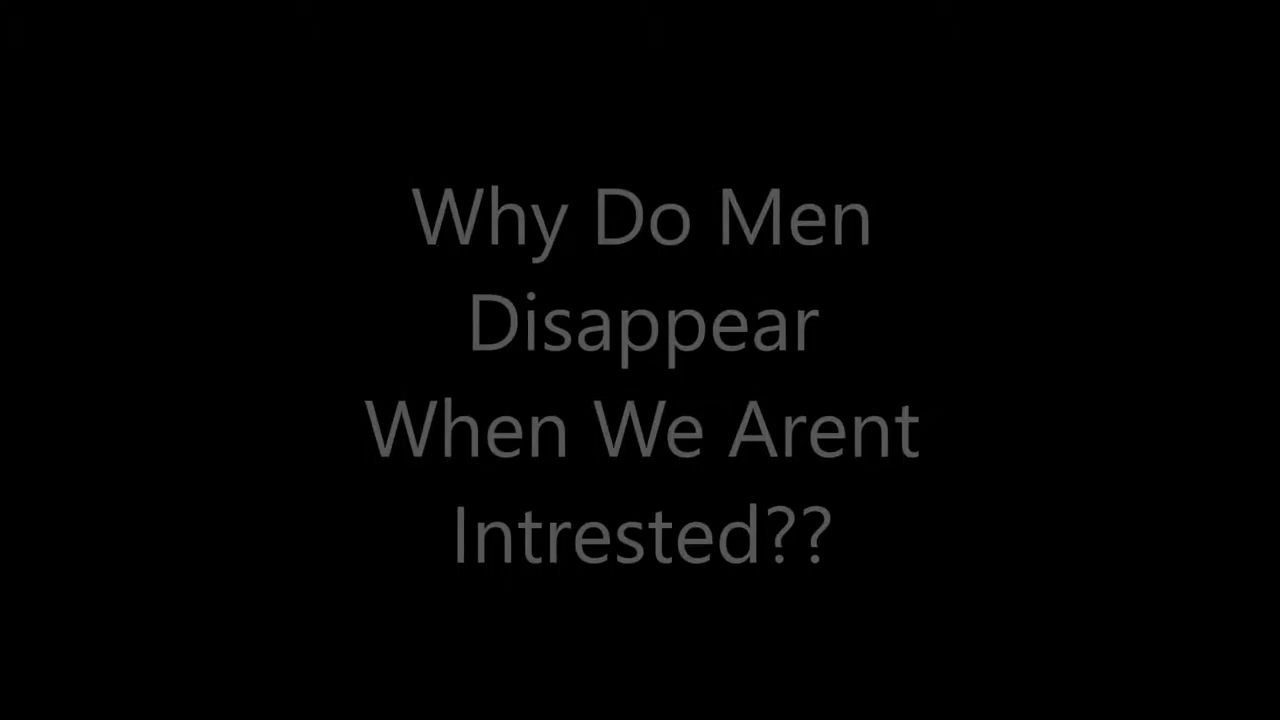 Why Do Men
Disappear
When We Arent
Intrested??